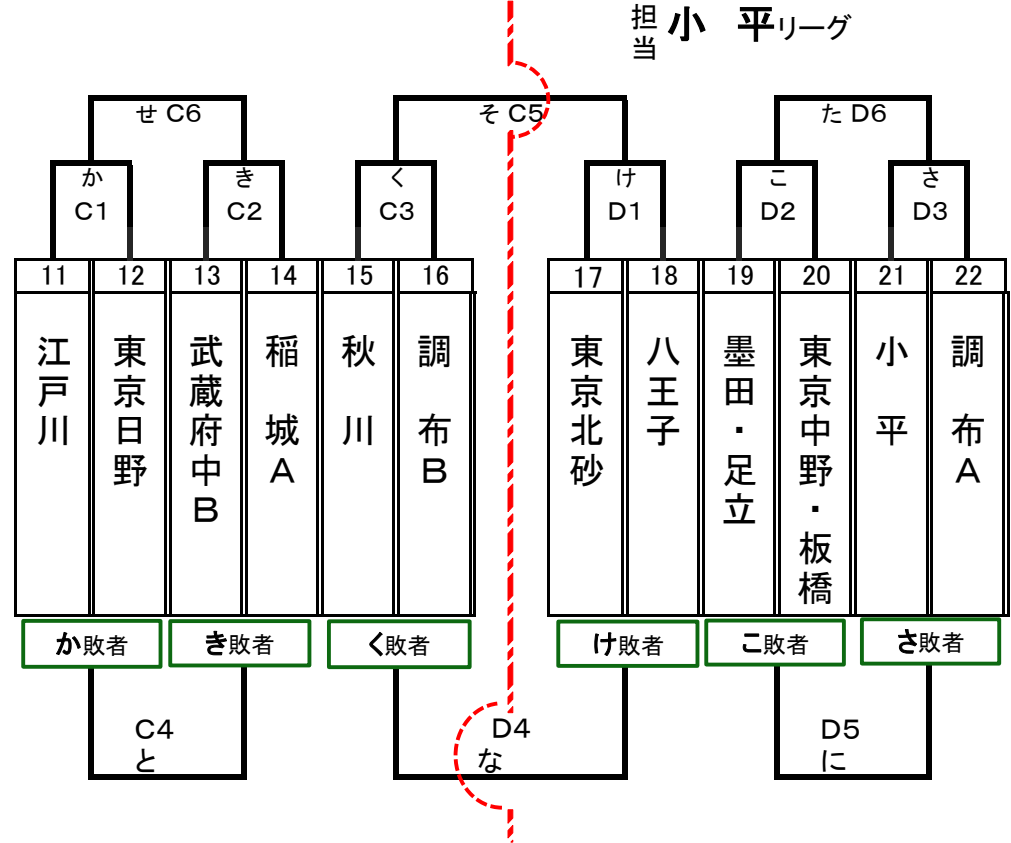 担当 小 平リーグ
せ C6
そ C5
た D6
か
C1
き
C2
く
C3
け
D1
こ
D2
さ
D3
11 12 13 14 15 16 17 18 19 20 21 22
江戸川
東京日野
武蔵府中B
稲城A
秋川
調布B
東京北砂
八王子
墨田・足立
東京中野・板橋
小平
調布A
か敗者 き敗者 く敗者 け敗者 こ敗者 さ敗者
C4
と
D4
な
D5
に